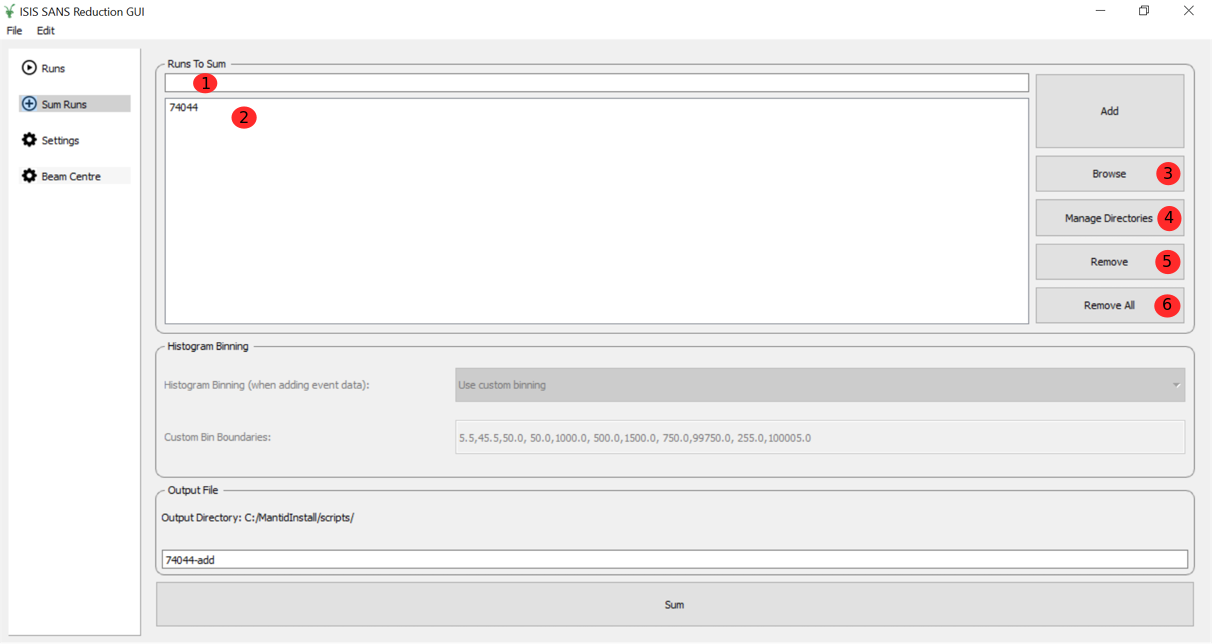 ISIS SANS Reduction GUI
File Edit
Runs
Sum Runs
Settings
Beam Centre
Runs To Sum
1
74044
2
Add
Browse 3
Manage Directories 4
Remove 5
Remove All 6
Histogram Binning
Histogram Binning (when adding event data): Use custom binning
Custom Bin Boundaries: 5.5,45.5,50.0, 50.0,1000.0, 500.0,1500.0, 750.0,99750.0, 255.0,100005.0
Output File
Output Directory: C:/MantidInstall/scripts/
74044-add
Sum